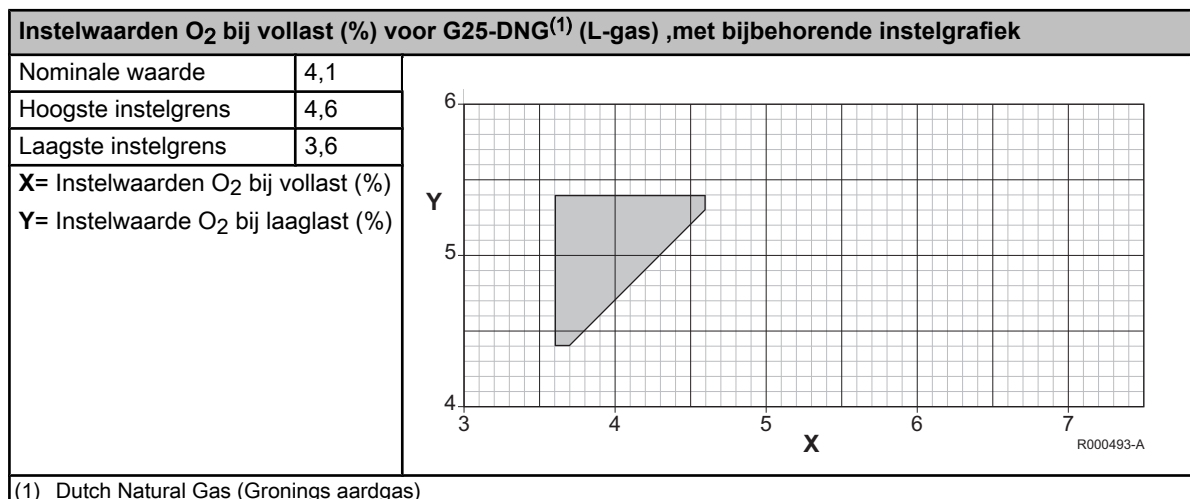 Instelwaarden O2 bij vollast (%) voor G25-DNG(1) (L-gas) ,met bijbehorende instelgrafiek
Nominale waarde 4,1
Hoogste instelgrens 4,6
Laagste instelgrens 3,6
X= Instelwaarden O2 bij vollast (%)
Y= Instelwaarde O2 bij laaglast (%)
6
Y
5
4
3 4 5 6 7
X
R000493-A
(1) Dutch Natural Gas (Gronings aardgas)